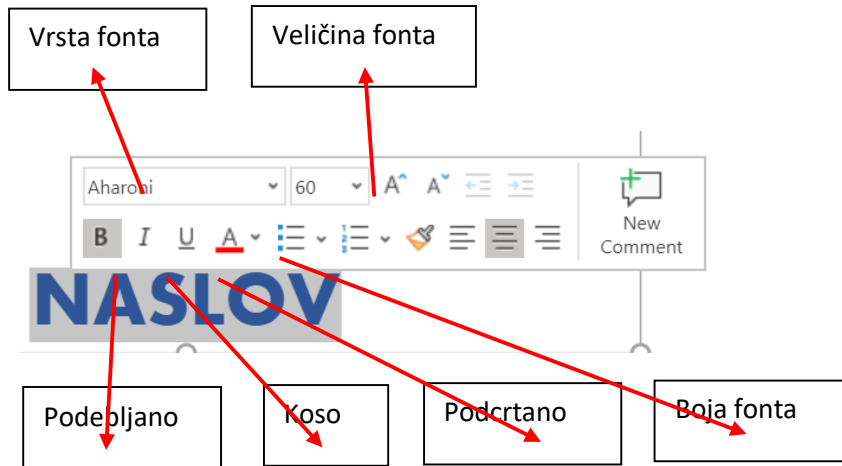 Vrsta fonta
Veličina fonta
Aharoni 60 A A
New
B I U A
Comment
NASLOV
Podebljano
Koso
Podcrtano
Boja fonta